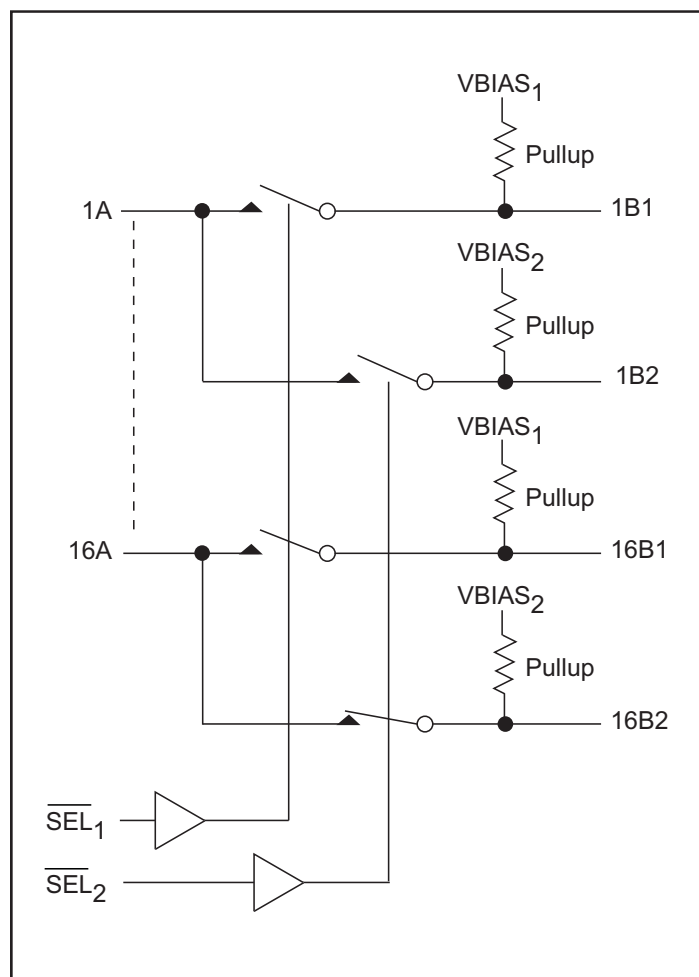 VBIAS1
Pullup
1A
1B1
VBIAS2
Pullup
1B2
VBIAS1
Pullup
16A
16B1
VBIAS2
Pullup
16B2
SEL1
SEL2